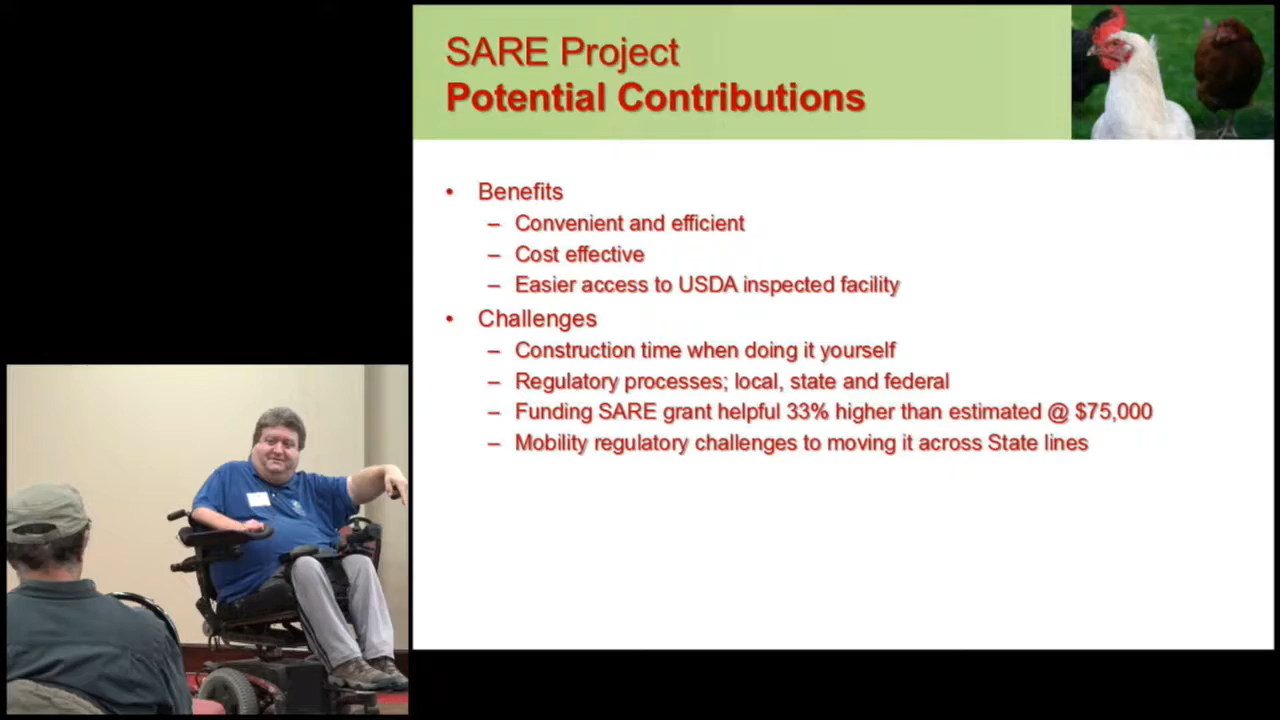 SARE Project
Potential Contributions
• Benefits
– Convenient and efficient
– Cost effective
– Easier access to USDA inspected facility
• Challenges
– Construction time when doing it yourself
– Regulatory processes; local, state and federal
– Funding SARE grant helpful 33% higher than estimated @ $75,000
– Mobility regulatory challenges to moving it across State lines